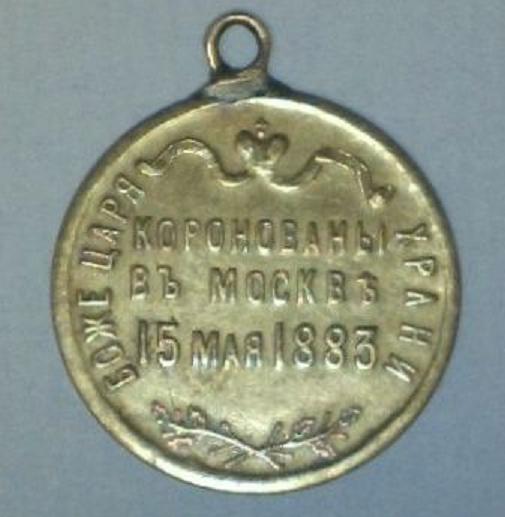 БОЖЕ ЦАРЯ ХРАНИ
КОРОНОВАНЫ
ВЪ МОСКВѢ
15 МАЯ 1883